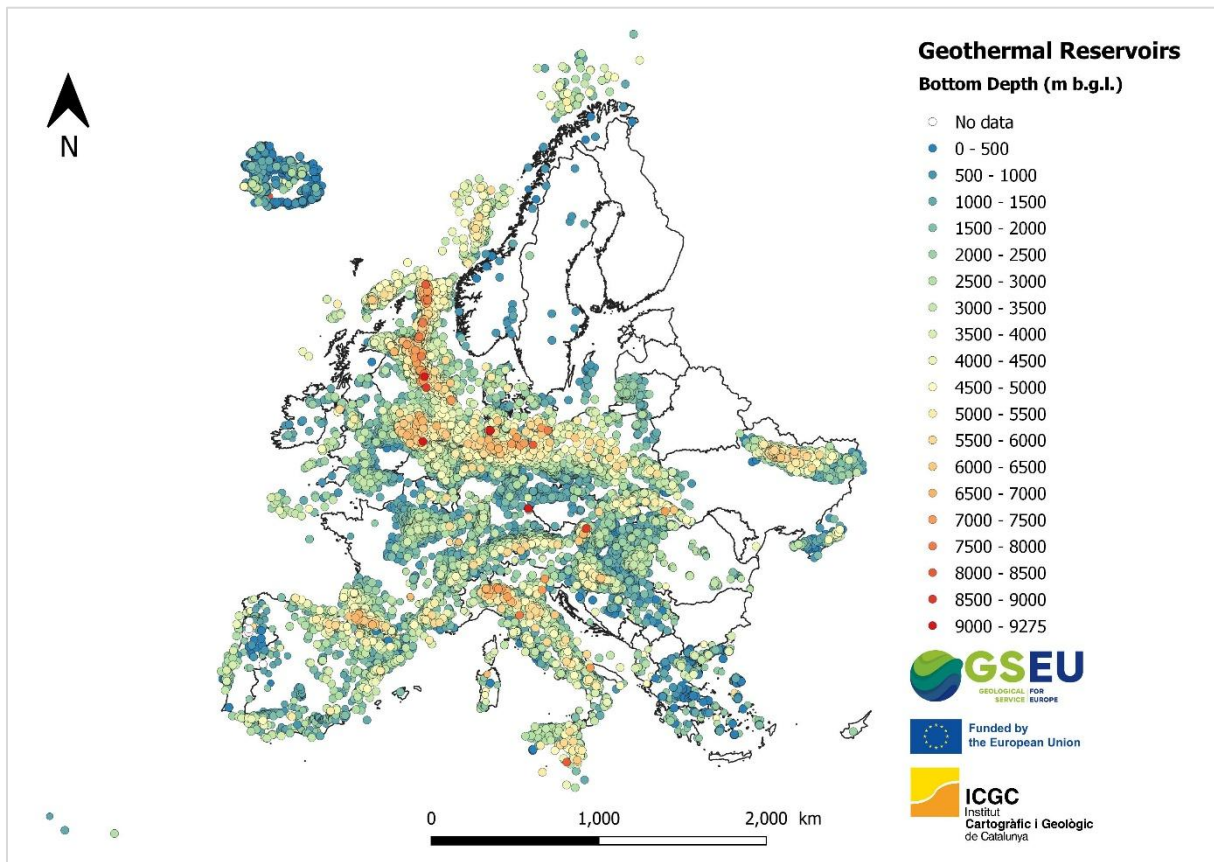 Geothermal Reservoirs
Bottom Depth (m b.g.l.)
N
No data
0 - 500
500 - 1000
1000 - 1500
1500 - 2000
2000 - 2500
2500 - 3000
3000 - 3500
3500 - 4000
4000 - 4500
4500 - 5000
5000 - 5500
5500 - 6000
6000 - 6500
6500 - 7000
7000 - 7500
7500 - 8000
8000 - 8500
8500 - 9000
9000 - 9275
GSEU
GEOLOGICAL SERVICE
FOR EUROPE
Funded by
the European Union
ICGC
Institut
Cartogràfic i Geològic
de Catalunya
0 1,000 2,000 km